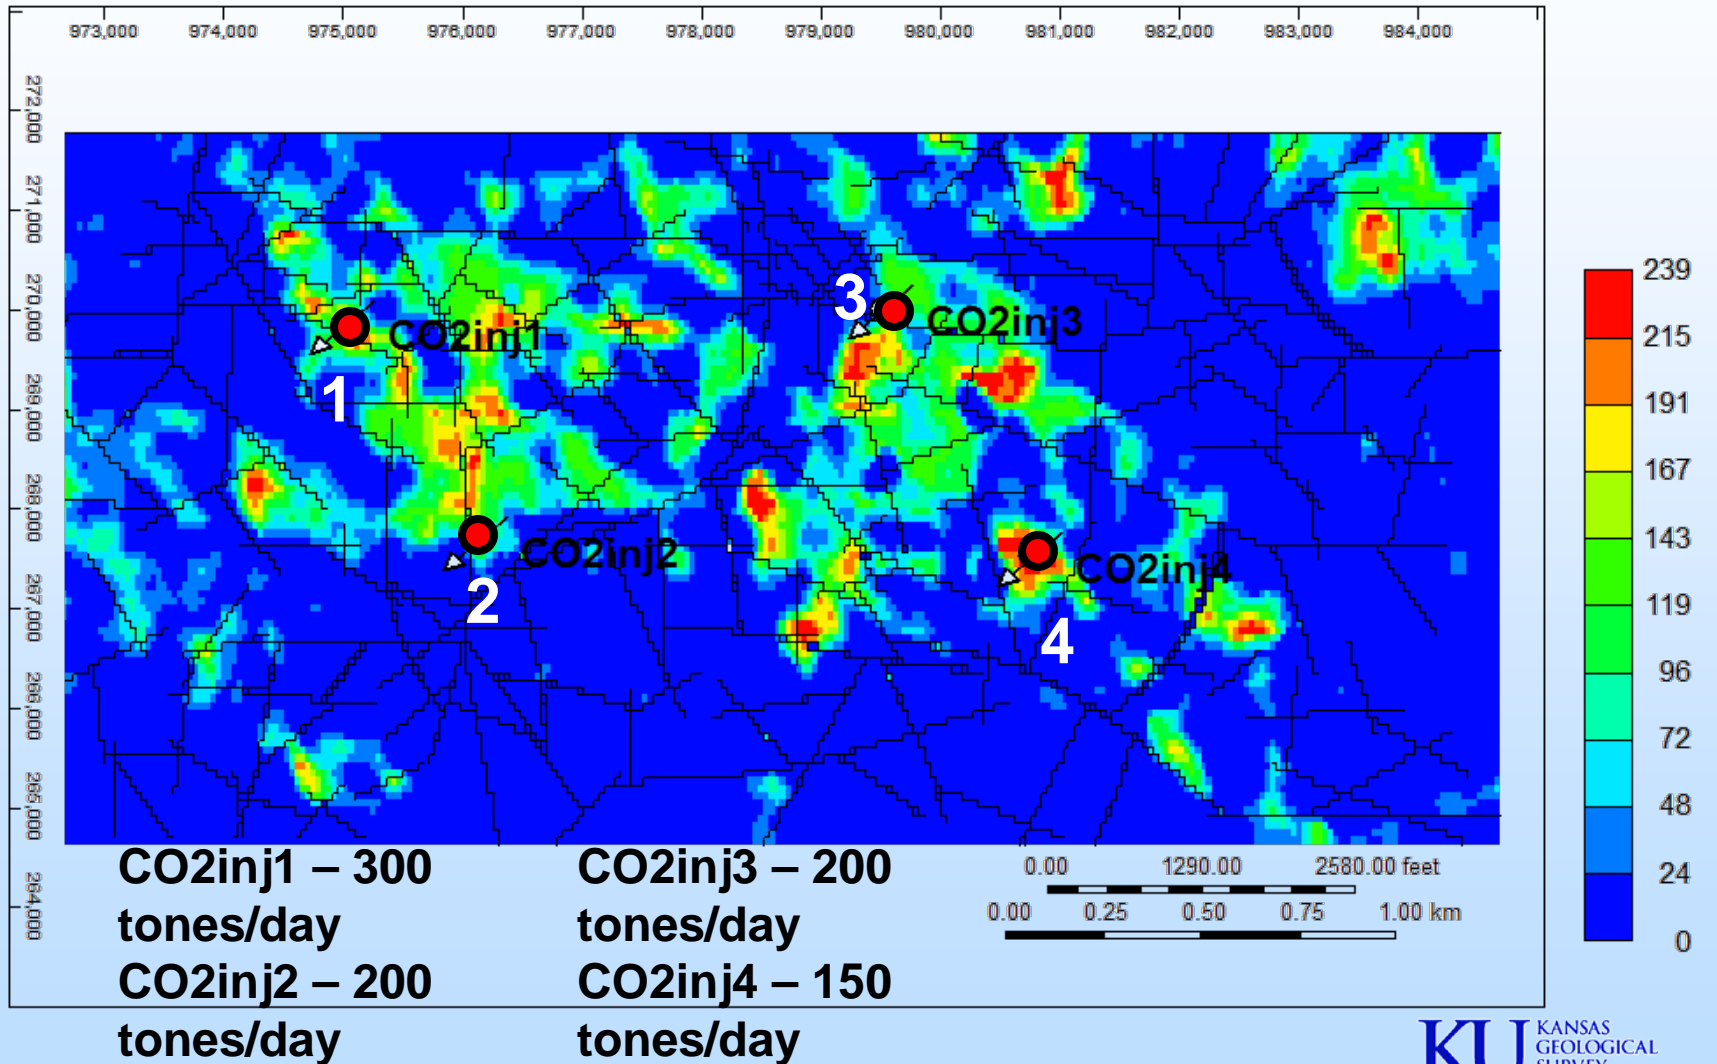 973,000 974,000 975,000 976,000 977,000 978,000 979,000 980,000 981,000 982,000 983,000 984,000
272,000
271,000
270,000
269,000
268,000
267,000
266,000
265,000
264,000
3
CO2inj3
CO2inj1
1
CO2inj2
2
CO2inj4
4
239
215
191
167
143
119
96
72
48
24
0
CO2inj1 – 300
tones/day
CO2inj2 – 200
tones/day
CO2inj3 – 200
tones/day
CO2inj4 – 150
tones/day
0.00 1290.00 2580.00 feet
0.00 0.25 0.50 0.75 1.00 km
KU
KANSAS
GEOLOGICAL
SURVEY